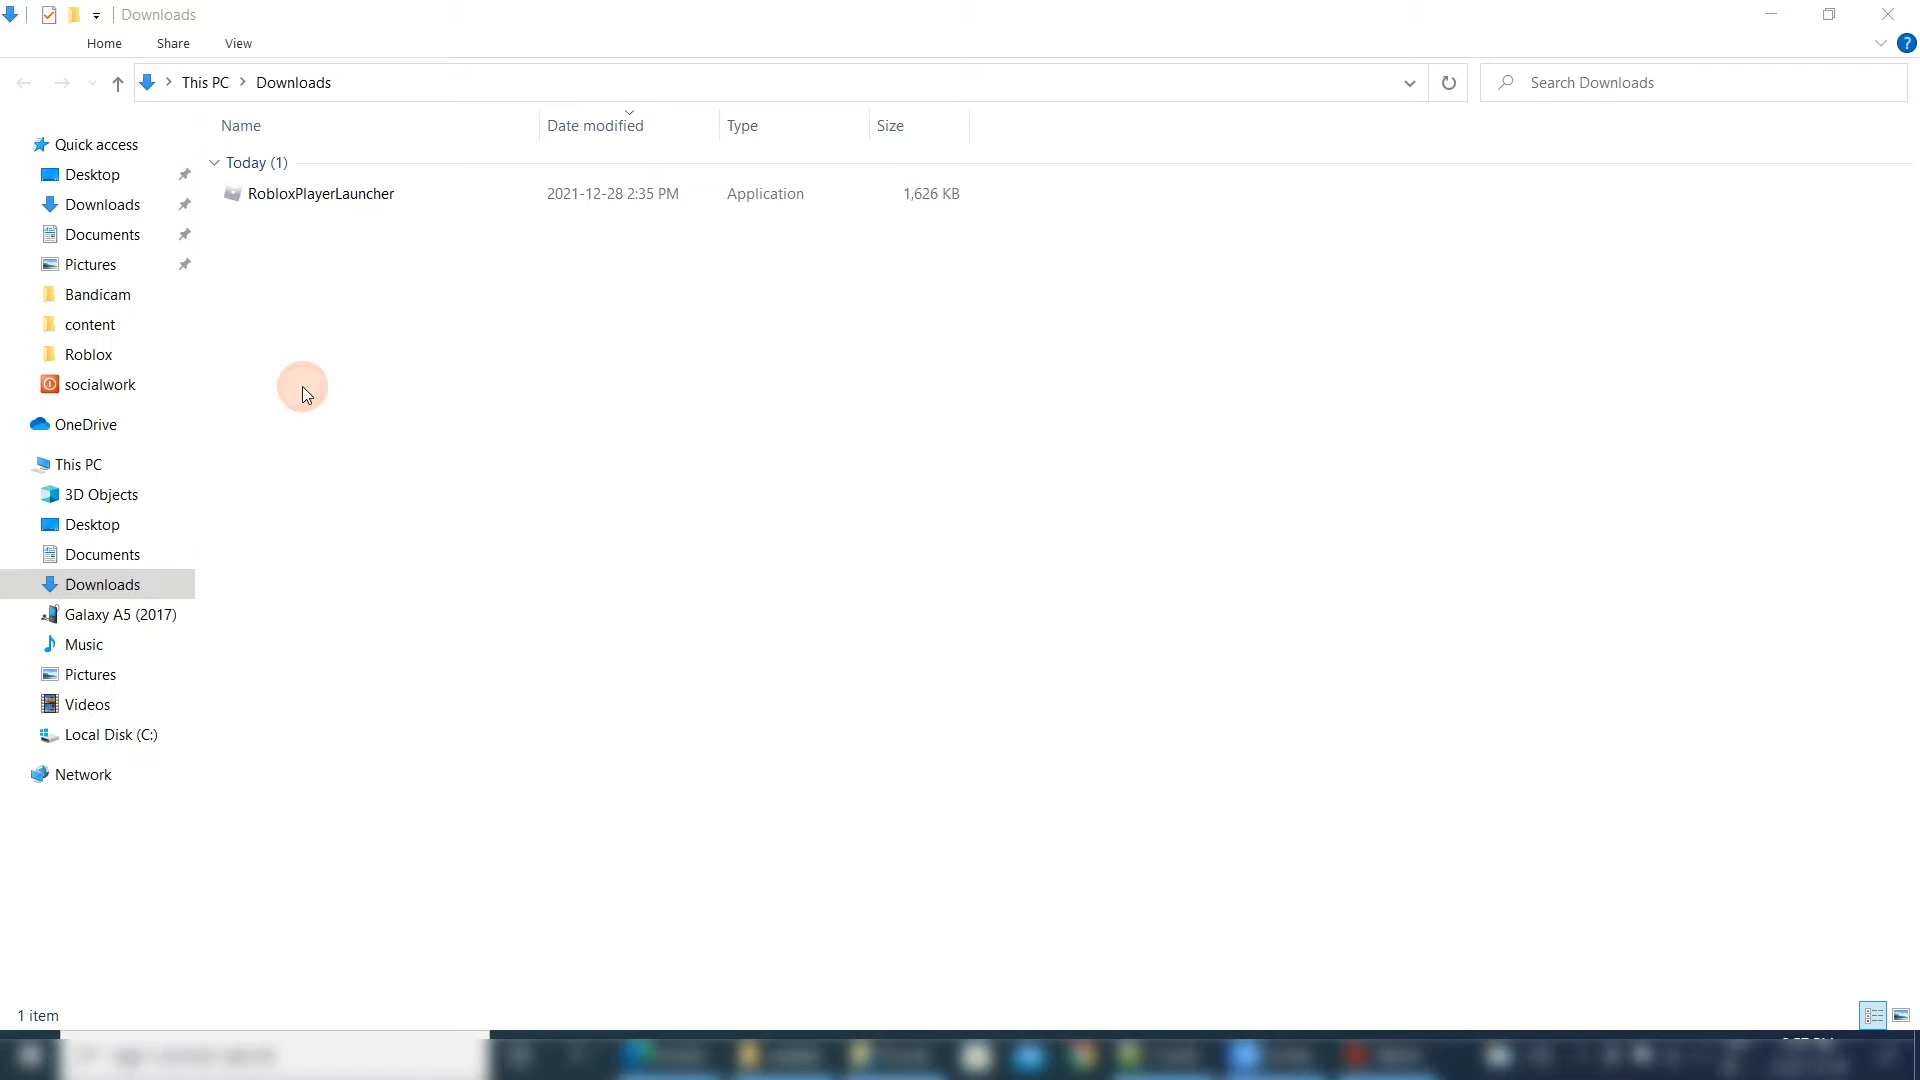 Downloads
Home Share View
This PC Downloads
Search Downloads
Name Date modified Type Size
Quick access
Today (1)
Desktop
RobloxPlayerLauncher 2021-12-28 2:35 PM Application 1,626 KB
Downloads
Documents
Pictures
Bandicam
content
Roblox
socialwork
OneDrive
This PC
3D Objects
Desktop
Documents
Downloads
Galaxy A5 (2017)
Music
Pictures
Videos
Local Disk (C:)
Network
1 item